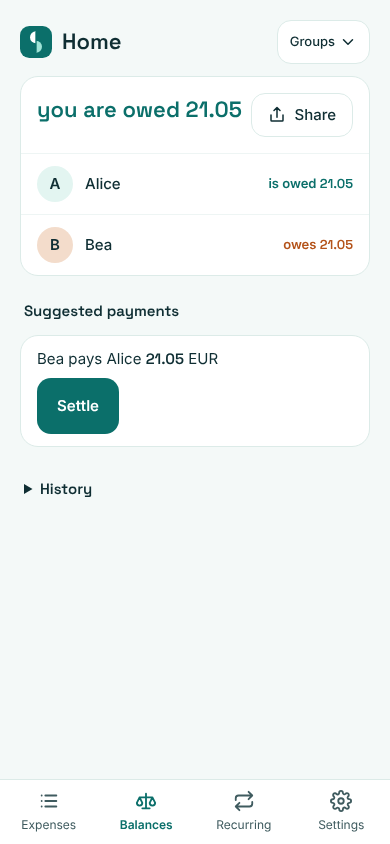 Home
Groups
you are owed 21.05
Share
A
Alice
is owed 21.05
B
Bea
owes 21.05
Suggested payments
Bea pays Alice 21.05 EUR
Settle
History
Expenses
Balances
Recurring
Settings